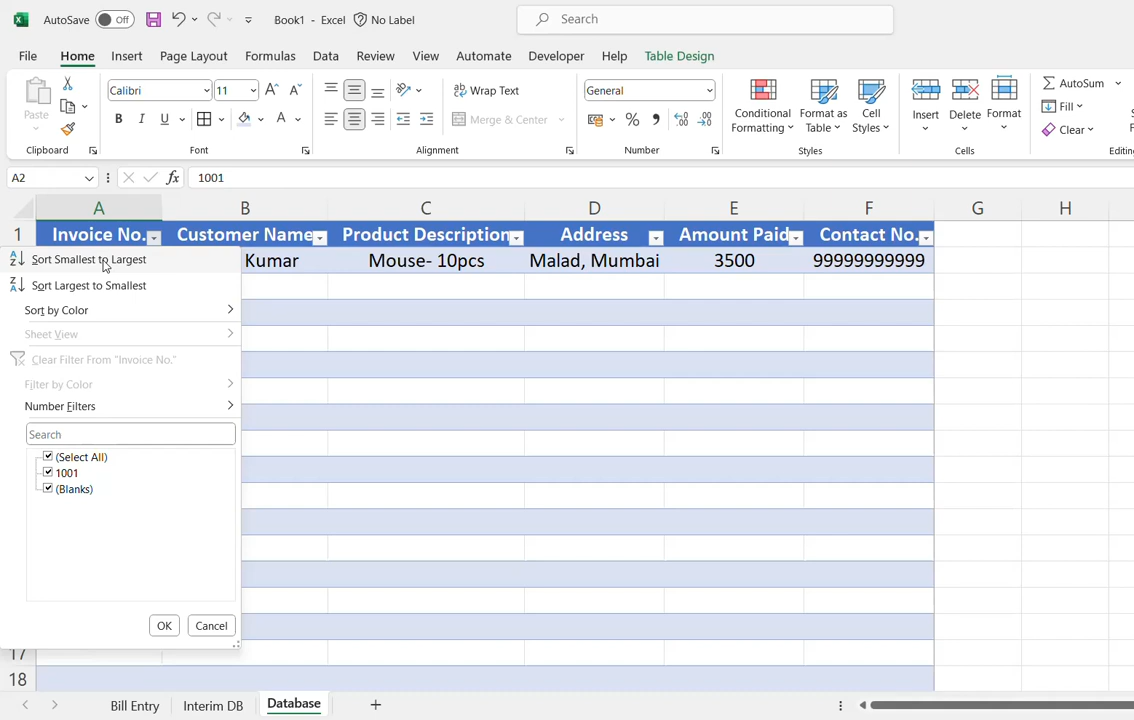 AutoSave Off Book1 - Excel No Label Search
File Home Insert Page Layout Formulas Data Review View Automate Developer Help Table Design
Paste Calibri 11 Wrap Text General Conditional Formatting Format as Table Cell Styles Insert Delete Format AutoSum
B I U A Merge & Center % Fill
Clear
Clipboard Font Alignment Number Styles Cells Editing
A2 fx 1001
A B C D E F G H
1 Invoice No. Customer Name Product Description Address Amount Paid Contact No.
Sort Smallest to Largest Kumar Mouse- 10pcs Malad, Mumbai 3500 99999999999
Sort Largest to Smallest
Sort by Color
Sheet View
Clear Filter From "Invoice No."
Filter by Color
Number Filters
Search
(Select All)
1001
(Blanks)
OK Cancel
17
18
Bill Entry Interim DB Database +